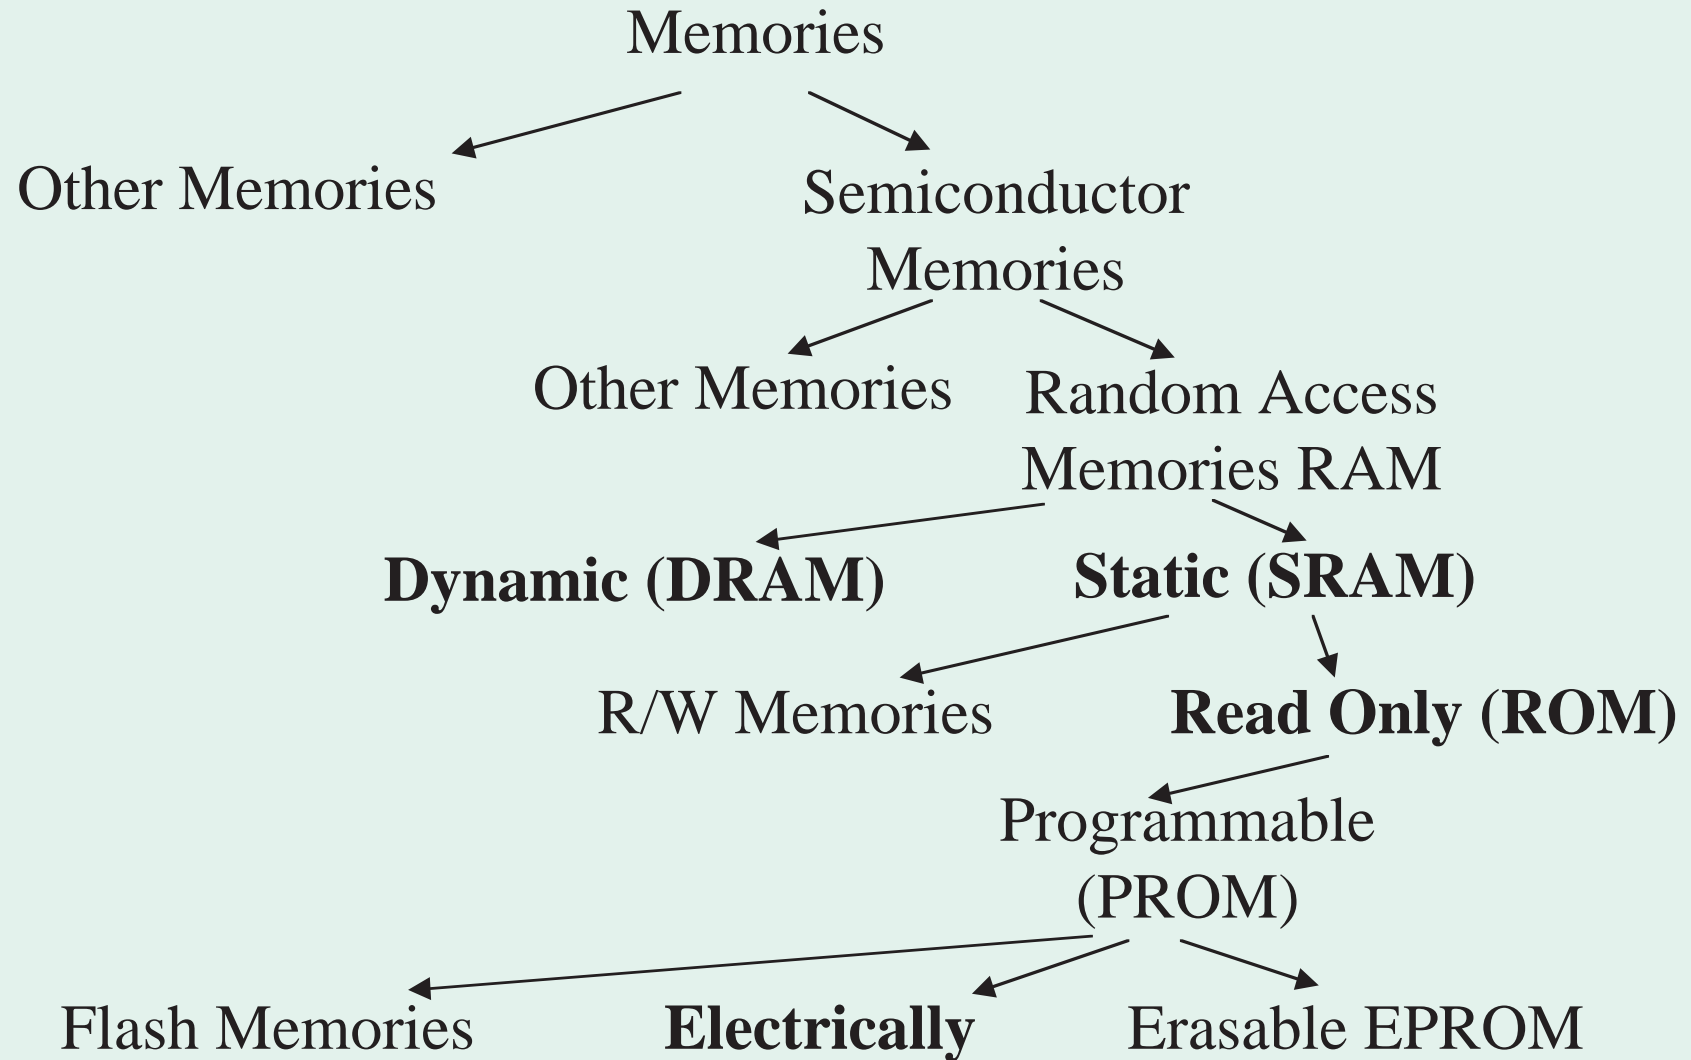 Memories
Other Memories
Semiconductor
Memories
Other Memories
Random Access
Memories RAM
Dynamic (DRAM)
Static (SRAM)
R/W Memories
Read Only (ROM)
Programmable
(PROM)
Flash Memories
Electrically
Erasable EPROM